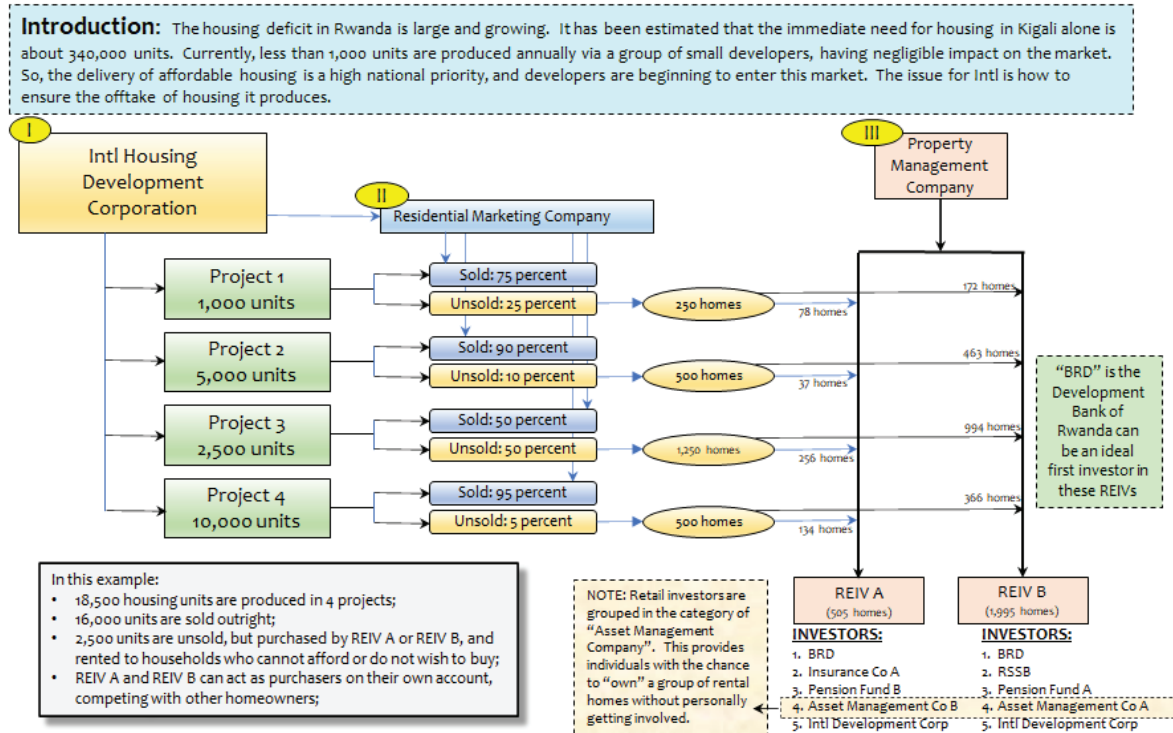 Introduction: The housing deficit in Rwanda is large and growing. It has been estimated that the immediate need for housing in Kigali alone is
about 340,000 units. Currently, less than 1,000 units are produced annually via a group of small developers, having negligible impact on the market.
So, the delivery of affordable housing is a high national priority, and developers are beginning to enter this market. The issue for Intl is how to
ensure the offtake of housing it produces.
I
Intl Housing
Development
Corporation
II
Residential Marketing Company
III
Property
Management
Company
Project 1
1,000 units
Sold: 75 percent
Unsold: 25 percent
250 homes
172 homes
78 homes
Project 2
5,000 units
Sold: 90 percent
Unsold: 10 percent
500 homes
463 homes
37 homes
Project 3
2,500 units
Sold: 50 percent
Unsold: 50 percent
1,250 homes
994 homes
256 homes
Project 4
10,000 units
Sold: 95 percent
Unsold: 5 percent
500 homes
366 homes
134 homes
"BRD" is the
Development
Bank of
Rwanda can
be an ideal
first investor in
these REIVs
In this example:
• 18,500 housing units are produced in 4 projects;
• 16,000 units are sold outright;
• 2,500 units are unsold, but purchased by REIV A or REIV B, and
rented to households who cannot afford or do not wish to buy;
• REIV A and REIV B can act as purchasers on their own account,
competing with other homeowners;
NOTE: Retail investors are
grouped in the category of
"Asset Management
Company". This provides
individuals with the chance
to "own" a group of rental
homes without personally
getting involved.
REIV A
(505 homes)
INVESTORS:
1. BRD
2. Insurance Co A
3. Pension Fund B
4. Asset Management Co B
5. Intl Development Corp
REIV B
(1,995 homes)
INVESTORS:
1. BRD
2. RSSB
3. Pension Fund A
4. Asset Management Co A
5. Intl Development Corp